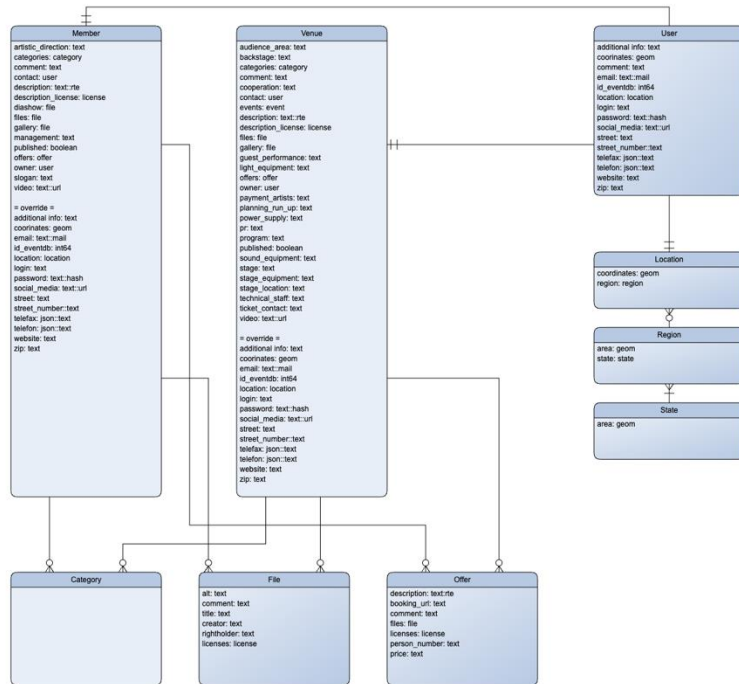 Member
artistic_direction: text
categories: category
comment: text
contact: user
description: text::rte
description_license: license
diashow: file
files: file
gallery: file
management: text
published: boolean
offers: offer
owner: user
slogan: text
video: text::url
= override =
additional info: text
coorinates: geom
email: text::mail
id_eventdb: int64
location: location
login: text
password: text::hash
social_media: text::url
street: text
street_number::text
telefax: json::text
telefon: json::text
website: text
zip: text
Venue
audience_area: text
backstage: text
categories: category
comment: text
cooperation: text
contact: user
events: event
description: text::rte
description_license: license
files: file
gallery: file
guest_performance: text
light_equipment: text
offers: offer
owner: user
payment_artists: text
planning_run_up: text
power_supply: text
pr: text
program: text
published: boolean
sound_equipment: text
stage: text
stage_equipment: text
stage_location: text
technical_staff: text
ticket_contact: text
video: text::url
= override =
additional info: text
coorinates: geom
email: text::mail
id_eventdb: int64
location: location
login: text
password: text::hash
social_media: text::url
street: text
street_number::text
telefax: json::text
telefon: json::text
website: text
zip: text
User
additional info: text
coorinates: geom
comment: text
email: text::mail
id_eventdb: int64
location: location
login: text
password: text::hash
social_media: text::url
street: text
street_number: text
telefax: json::text
telefon: json::text
website: text
zip: text
Location
coordinates: geom
region: region
Region
area: geom
state: state
State
area: geom
Category
File
alt: text
comment: text
title: text
creator: text
rightholder: text
licenses: license
Offer
description: text:rte
booking_url: text
comment: text
files: file
licenses: license
person_number: text
price: text